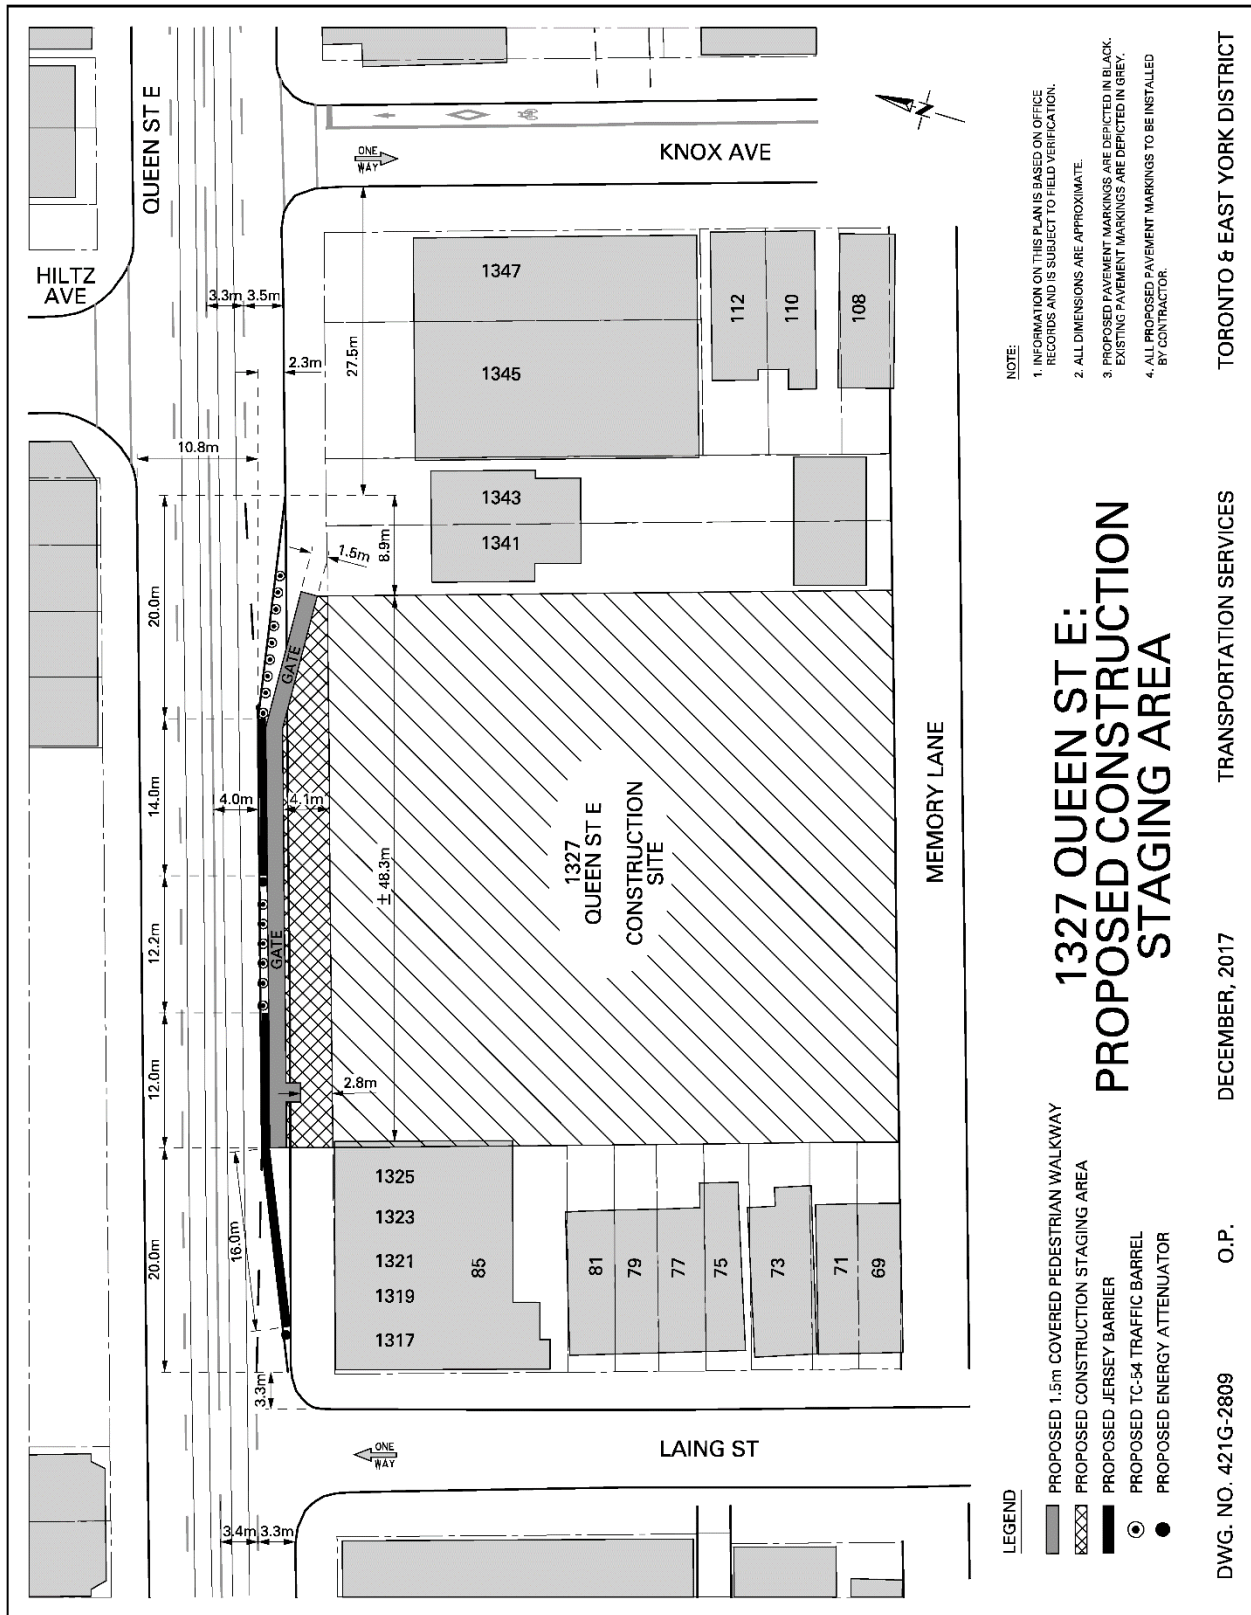 QUEEN ST E
HILTZ
AVE
KNOX AVE
ONE
WAY
3.3m
3.5m
2.3m
27.5m
10.8m
1347
1345
1343
1341
112
110
108
8.9m
1.5m
20.0m
14.0m
12.2m
12.0m
20.0m
4.0m
4.1m
± 48.3m
2.8m
16.0m
3.3m
3.4m
3.3m
GATE
GATE
1327
QUEEN ST E
CONSTRUCTION
SITE
MEMORY LANE
1325
1323
1321
1319
1317
85
81
79
77
75
73
71
69
LAING ST
ONE
WAY
N
NOTE:
1. INFORMATION ON THIS PLAN IS BASED ON OFFICE
RECORDS AND IS SUBJECT TO FIELD VERIFICATION.
2. ALL DIMENSIONS ARE APPROXIMATE.
3. PROPOSED PAVEMENT MARKINGS ARE DEPICTED IN BLACK.
EXISTING PAVEMENT MARKINGS ARE DEPICTED IN GREY.
4. ALL PROPOSED PAVEMENT MARKINGS TO BE INSTALLED
BY CONTRACTOR.
LEGEND
PROPOSED 1.5m COVERED PEDESTRIAN WALKWAY
PROPOSED CONSTRUCTION STAGING AREA
PROPOSED JERSEY BARRIER
PROPOSED TC-54 TRAFFIC BARREL
PROPOSED ENERGY ATTENUATOR
1327 QUEEN ST E:
PROPOSED CONSTRUCTION
STAGING AREA
DWG. NO. 421G-2809
O.P.
DECEMBER, 2017
TRANSPORTATION SERVICES
TORONTO & EAST YORK DISTRICT